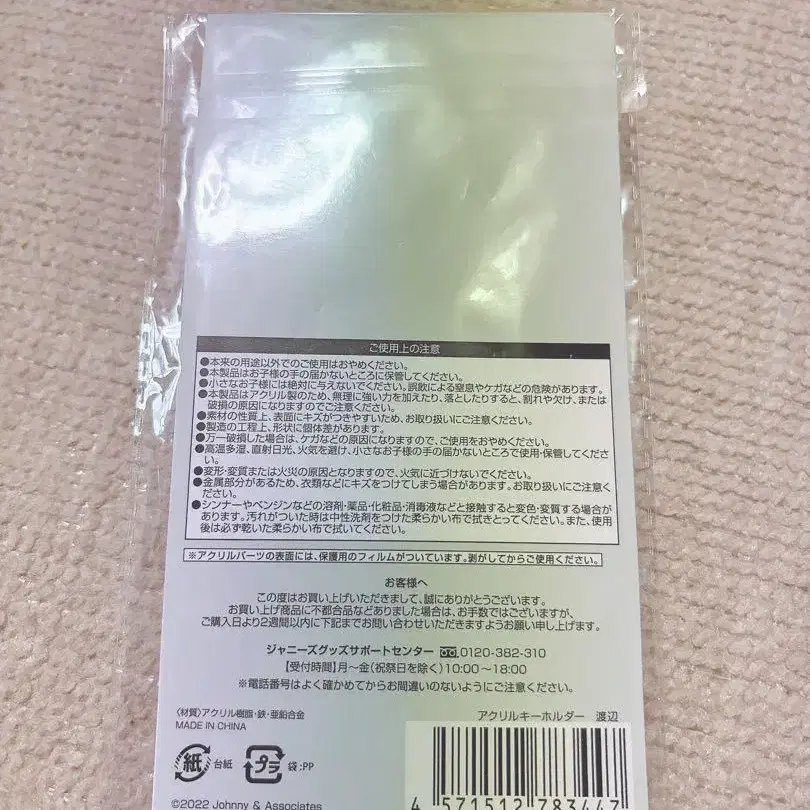 ご使用上の注意
●本来の用途以外でのご使用はおやめください。
●本製品はお子様の手の届かないところに保管してください。
●小さなお子様には絶対に与えないでください。誤飲による窒息やケガなどの危険があります。
●本製品はアクリル製のため、無理に強い力を加えたり、落としたりすると、割れや欠け、または
破損の原因になりますのでご注意ください。
●素材の性質上、表面にキズがつきやすいため、お取り扱いにご注意ください。
●製造の工程上、形状に個体差があります。
●万一破損した場合は、ケガなどの原因になりますので、ご使用をおやめください。
●高温多湿、直射日光、火気を避け、小さなお子様の手の届かないところで使用・保管してくださ
い。
●変形・変質または火災の原因となりますので、火気に近づけないでください。
●金属部分があるため、衣類などにキズをつけてしまう場合があります。お取り扱いにご注意く
ださい。
●シンナーやベンジンなどの溶剤・薬品・化粧品・消毒液などと接触すると変色・変質する場合が
あります。汚れがついた時は中性洗剤をつけた柔らかい布で拭きとってください。また、使用
後は必ず乾いた柔らかい布で拭いてください。
※アクリルパーツの表面には、保護用のフィルムがついています。剥がしてからご使用ください。
お客様へ
この度はお買い上げいただきまして、誠にありがとうございます。
お買い上げ商品に不都合品などありました場合は、お手数ではございますが、
ご購入日より2週間以内に下記までお問い合わせいただきますようお願い申し上げます。
ジャニーズグッズサポートセンター 0120-382-310
【受付時間】月～金(祝祭日を除く)10:00～18:00
※電話番号はよく確かめてからお間違いのないようにご注意ください。
〈材質〉アクリル樹脂・鉄・亜鉛合金
MADE IN CHINA
アクリルキーホルダー 渡辺
紙 台紙 プラ 袋:PP
4 571512 783447
©2022 Johnny & Associates